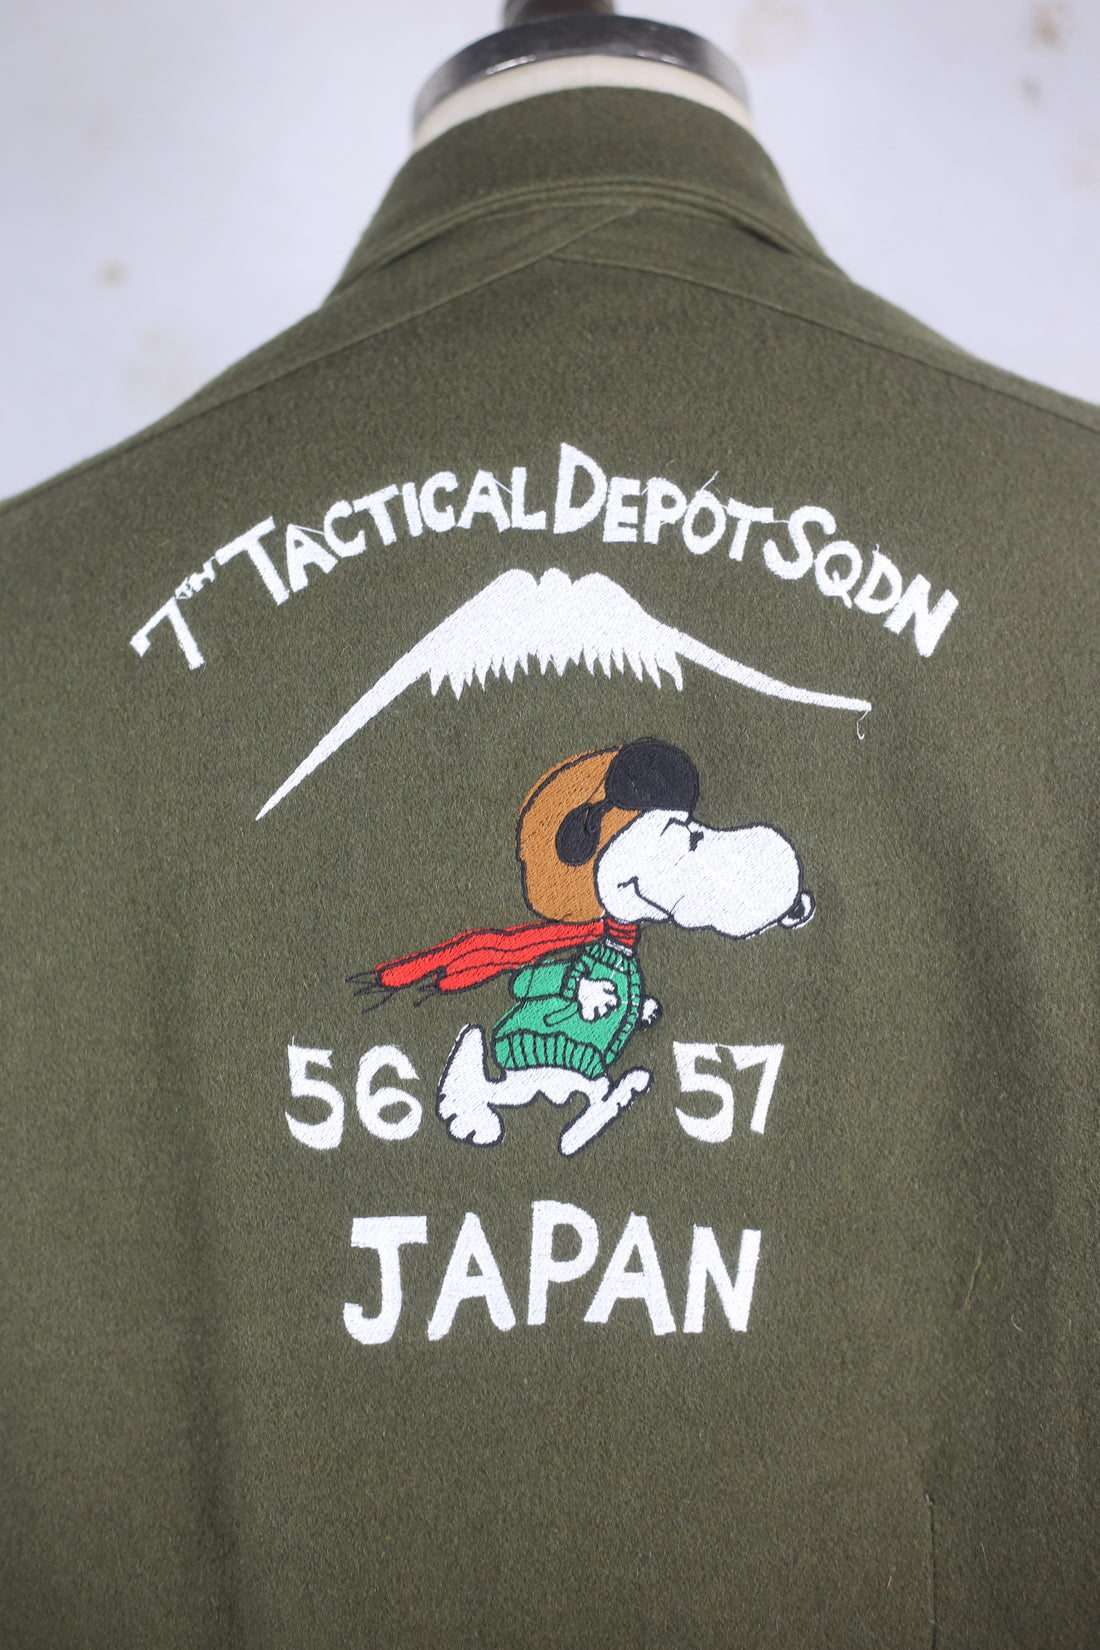 7TH TACTICAL DEPOT SQDN
56 57
JAPAN